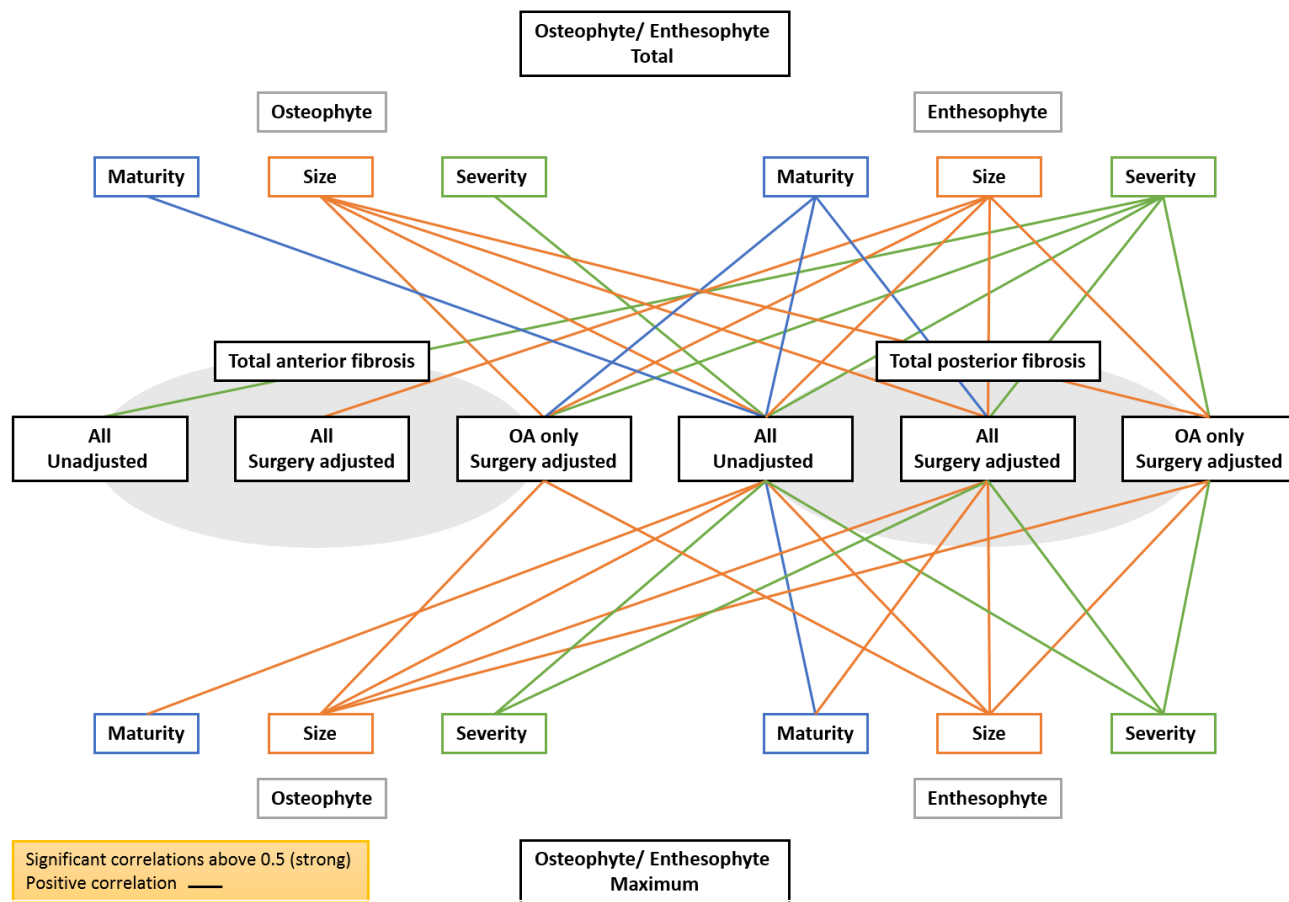 Osteophyte/ Enthesophyte
Total
Osteophyte
Enthesophyte
Maturity
Size
Severity
Maturity
Size
Severity
Total anterior fibrosis
Total posterior fibrosis
All
Unadjusted
All
Surgery adjusted
OA only
Surgery adjusted
All
Unadjusted
All
Surgery adjusted
OA only
Surgery adjusted
Maturity
Size
Severity
Maturity
Size
Severity
Osteophyte
Enthesophyte
Significant correlations above 0.5 (strong)
Positive correlation
Osteophyte/ Enthesophyte
Maximum